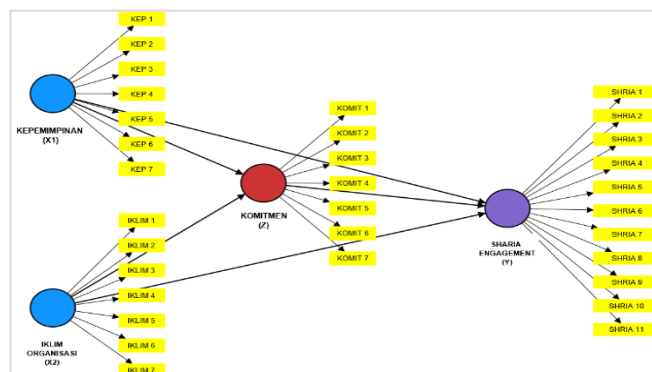 KEP 1
KEP 2
KEP 3
KEP 4
KEP 5
KEP 6
KEP 7
KEPEMIMPINAN
(X1)
KOMIT 1
KOMIT 2
KOMIT 3
KOMIT 4
KOMIT 5
KOMIT 6
KOMIT 7
KOMITMEN
(Z)
SHRIA 1
SHRIA 2
SHRIA 3
SHRIA 4
SHRIA 5
SHRIA 6
SHRIA 7
SHRIA 8
SHRIA 9
SHRIA 10
SHRIA 11
SHARIA
ENGAGEMENT
(Y)
IKLIM 1
IKLIM 2
IKLIM 3
IKLIM 4
IKLIM 5
IKLIM 6
IKLIM 7
IKLIM
ORGANISASI
(X2)